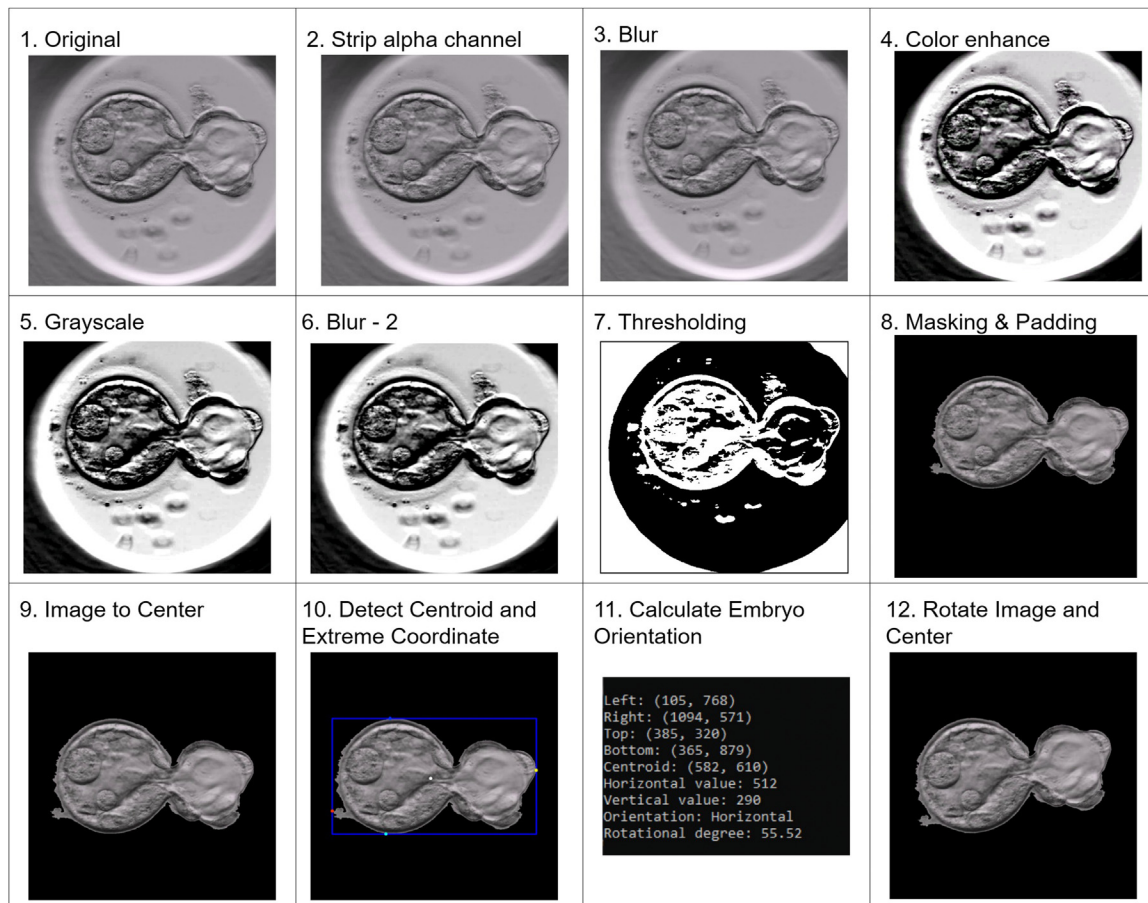 1. Original
2. Strip alpha channel
3. Blur
4. Color enhance
5. Grayscale
6. Blur - 2
7. Thresholding
8. Masking & Padding
9. Image to Center
10. Detect Centroid and
Extreme Coordinate
11. Calculate Embryo
Orientation
Left: (105, 768)
Right: (1094, 571)
Top: (385, 320)
Bottom: (365, 879)
Centroid: (582, 610)
Horizontal value: 512
Vertical value: 290
Orientation: Horizontal
Rotational degree: 55.52
12. Rotate Image and
Center